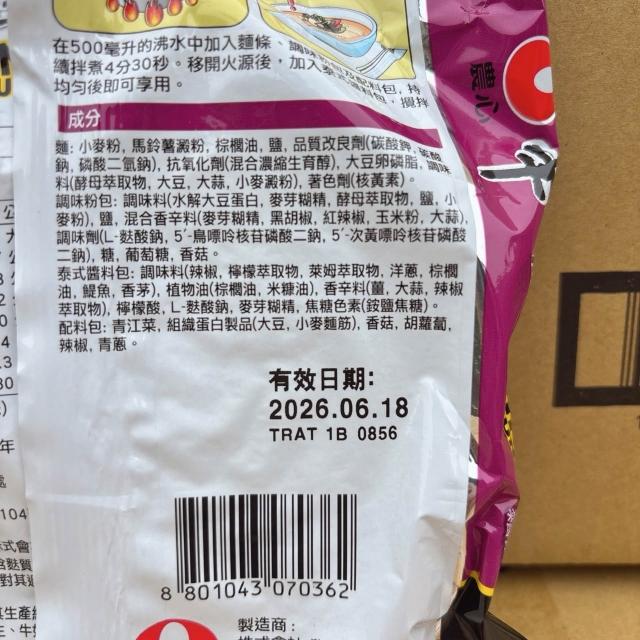 在500毫升的沸水中加入麵條、調味粉包及配料包, 持
續拌煮4分30秒。移開火源後, 加入泰式醬料包, 攪拌
均勻後即可享用。
成分
農心
麵: 小麥粉, 馬鈴薯澱粉, 棕櫚油, 鹽, 品質改良劑(碳酸鉀, 碳酸
鈉, 磷酸二氫鈉), 抗氧化劑(混合濃縮生育醇), 大豆卵磷脂, 調味
料(酵母萃取物, 大豆, 大蒜, 小麥澱粉), 著色劑(核黃素)。
調味粉包: 調味料(水解大豆蛋白, 麥芽糊精, 酵母萃取物, 鹽, 小
麥粉), 鹽, 混合香辛料(麥芽糊精, 黑胡椒, 紅辣椒, 玉米粉, 大蒜),
調味劑(L-麩酸鈉, 5′-鳥嘌呤核苷磷酸二鈉, 5′-次黃嘌呤核苷磷酸
二鈉), 糖, 葡萄糖, 香菇。
泰式醬料包: 調味料(辣椒, 檸檬萃取物, 萊姆萃取物, 洋蔥, 棕櫚
油, 鯷魚, 香茅), 植物油(棕櫚油, 米糠油), 香辛料(薑, 大蒜, 辣椒
萃取物), 檸檬酸, L-麩酸鈉, 麥芽糊精, 焦糖色素(銨鹽焦糖)。
配料包: 青江菜, 組織蛋白製品(大豆, 小麥麵筋), 香菇, 胡蘿蔔,
辣椒, 青蔥。
有效日期:
2026.06.18
TRAT 1B 0856
8 801043 070362
製造商: